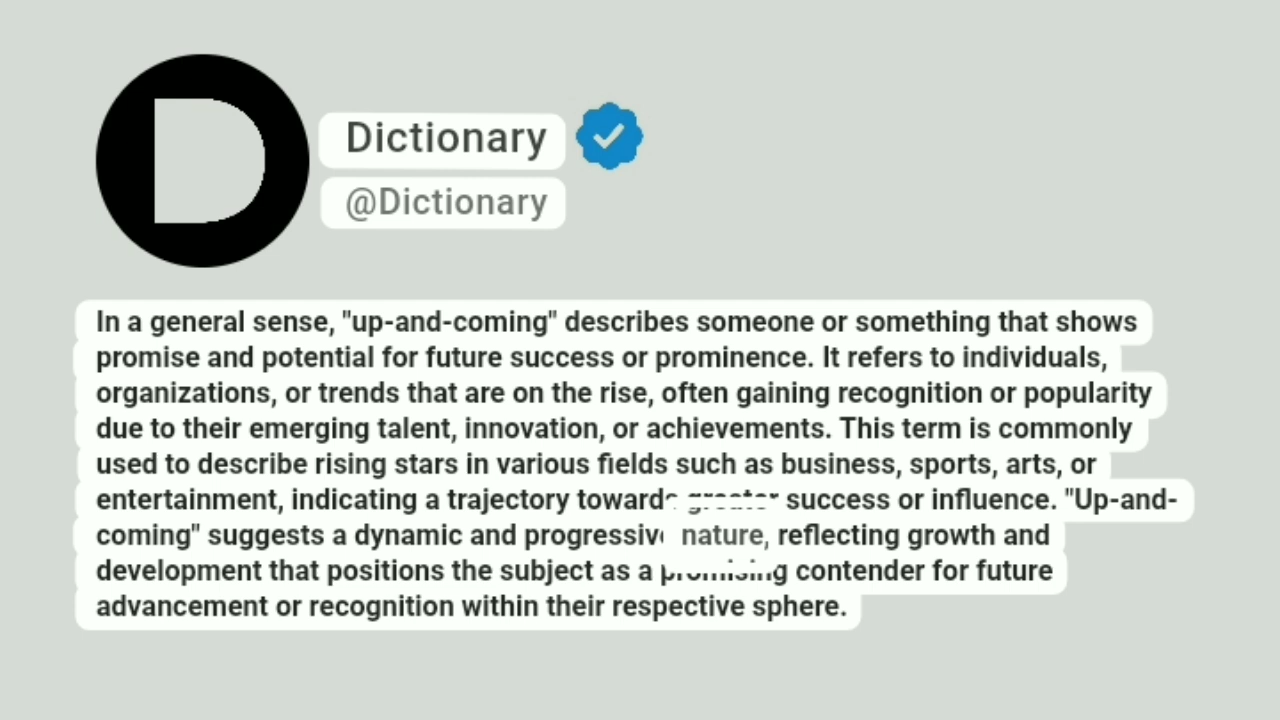 D
Dictionary
@Dictionary
In a general sense, "up-and-coming" describes someone or something that shows
promise and potential for future success or prominence. It refers to individuals,
organizations, or trends that are on the rise, often gaining recognition or popularity
due to their emerging talent, innovation, or achievements. This term is commonly
used to describe rising stars in various fields such as business, sports, arts, or
entertainment, indicating a trajectory towards greater success or influence. "Up-and-
coming" suggests a dynamic and progressive nature, reflecting growth and
development that positions the subject as a promising contender for future
advancement or recognition within their respective sphere.